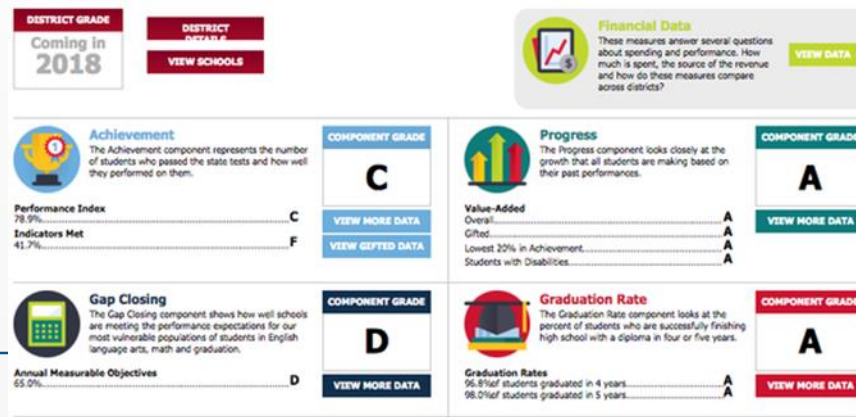 DISTRICT GRADE
Coming in
2018
DISTRICT
DETAILS
VIEW SCHOOLS
Financial Data
These measures answer several questions
about spending and performance. How
much is spent, the source of the revenue
and how do these measures compare
across districts?
VIEW DATA
Achievement
The Achievement component represents the number
of students who passed the state tests and how well
they performed on them.
COMPONENT GRADE
C
Performance Index
78.9% C
Indicators Met
41.7% F
VIEW MORE DATA
VIEW GIFTED DATA
Progress
The Progress component looks closely at the
growth that all students are making based on
their past performances.
COMPONENT GRADE
A
Value-Added
Overall A
Gifted A
Lowest 20% in Achievement A
Students with Disabilities A
VIEW MORE DATA
Gap Closing
The Gap Closing component shows how well schools
are meeting the performance expectations for our
most vulnerable populations of students in English
language arts, math and graduation.
COMPONENT GRADE
D
Annual Measurable Objectives
65.0% D
VIEW MORE DATA
Graduation Rate
The Graduation Rate component looks at the
percent of students who are successfully finishing
high school with a diploma in four or five years.
COMPONENT GRADE
A
Graduation Rates
96.8%of students graduated in 4 years A
98.0%of students graduated in 5 years A
VIEW MORE DATA